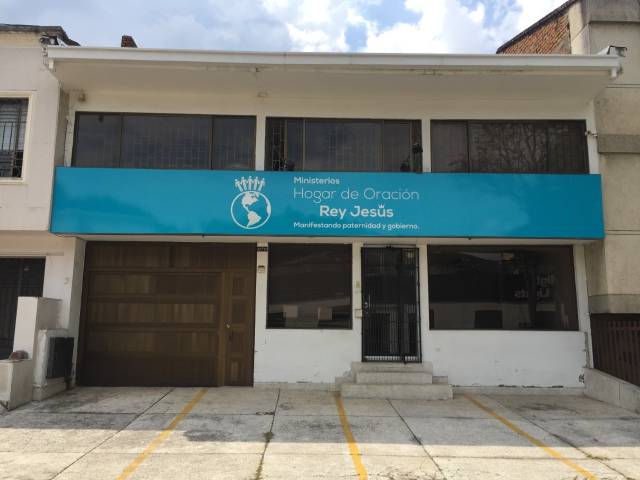 Ministerios
Hogar de Oración
Rey Jesús
Manifestando paternidad y gobierno.